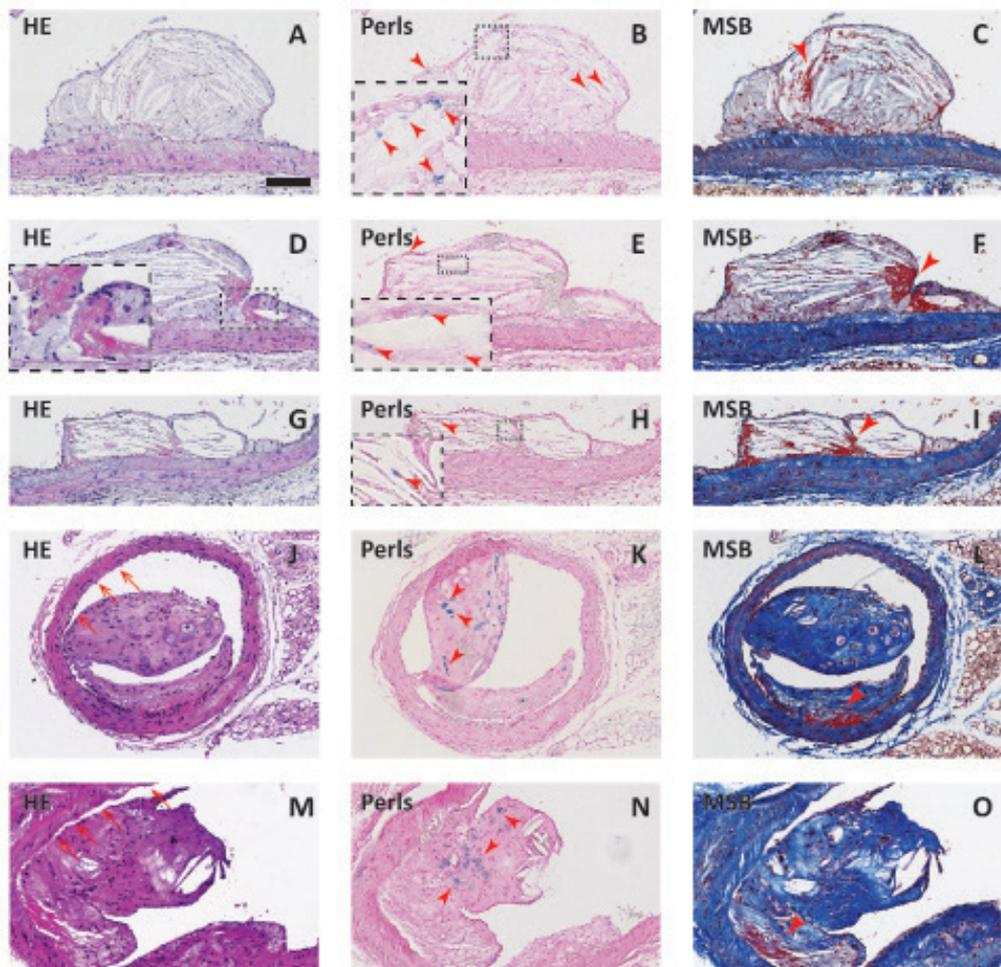 HE A Perls B MSB C
HE D Perls E MSB F
HE G Perls H MSB I
HE J Perls K MSB L
HE M Perls N MSB O